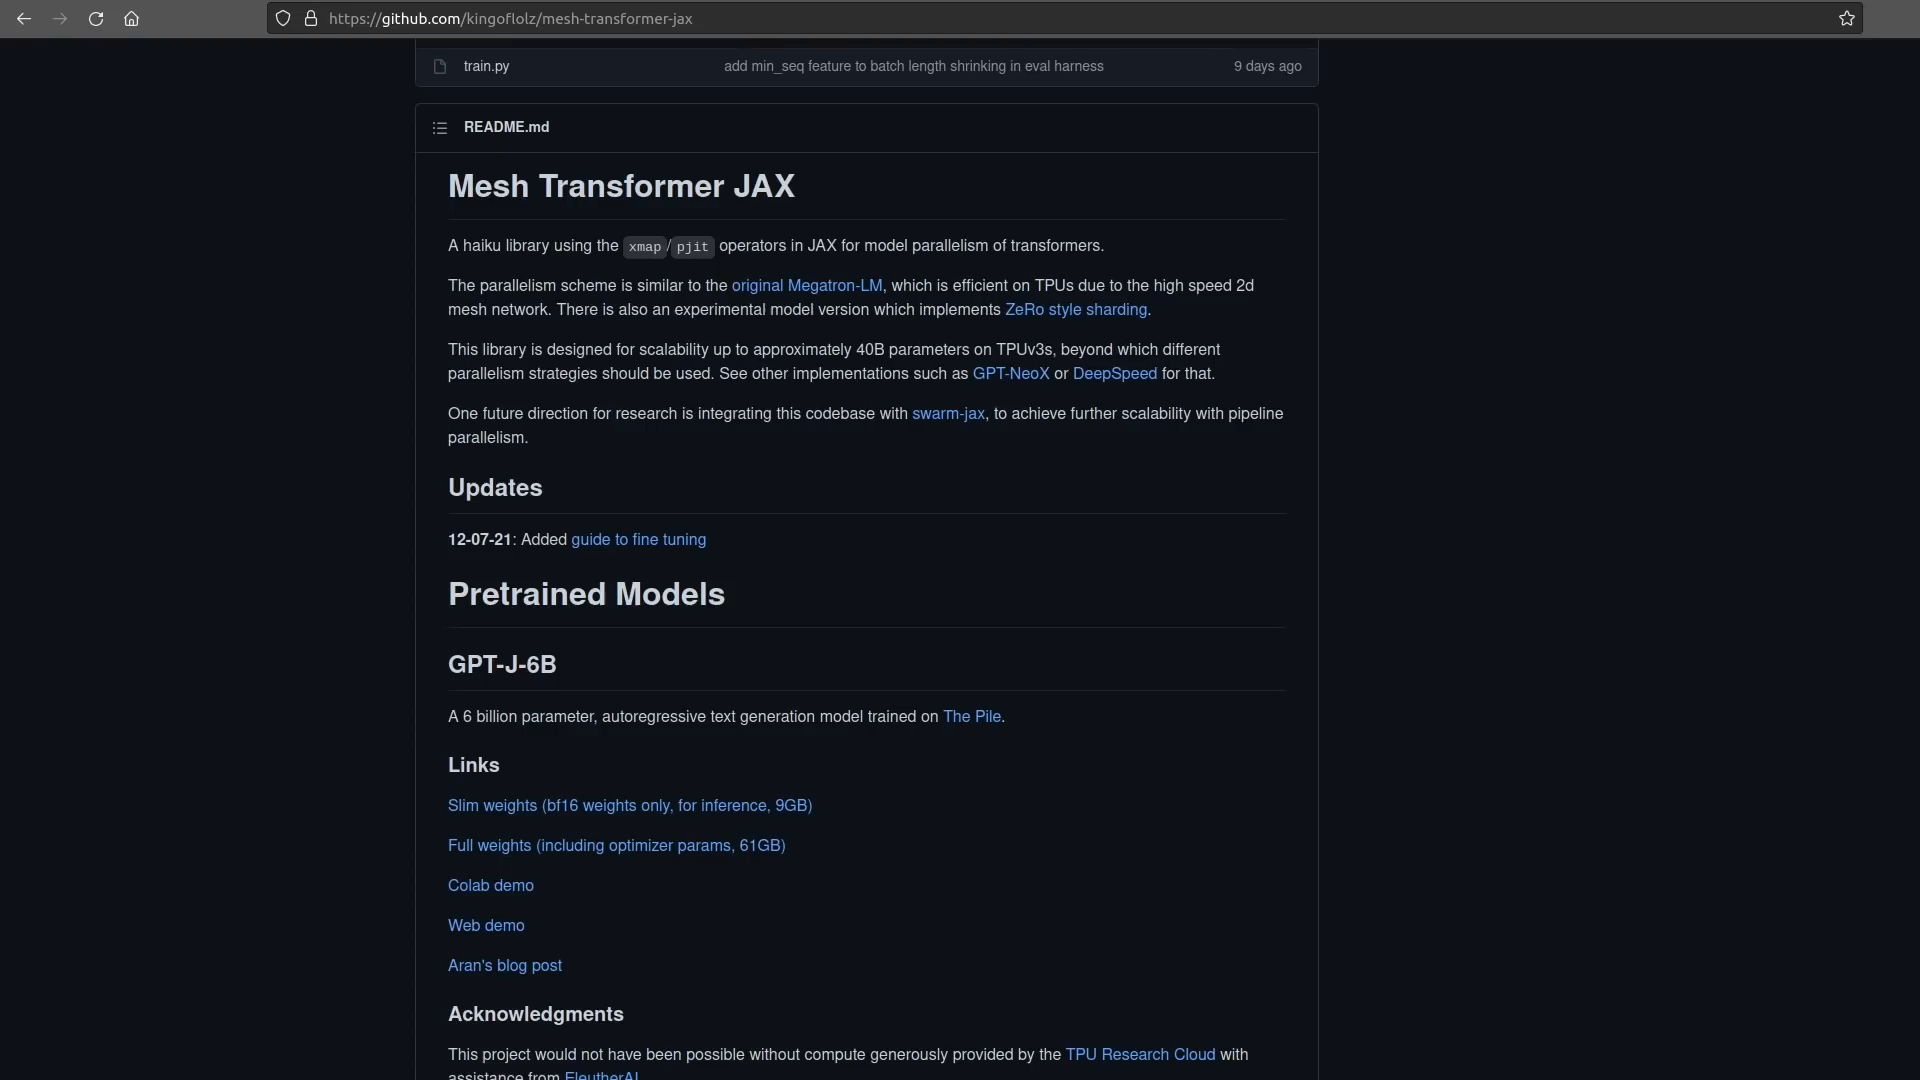 https://github.com/kingoflolz/mesh-transformer-jax
train.py add min_seq feature to batch length shrinking in eval harness 9 days ago
README.md
Mesh Transformer JAX
A haiku library using the xmap/pjit operators in JAX for model parallelism of transformers.
The parallelism scheme is similar to the original Megatron-LM, which is efficient on TPUs due to the high speed 2d
mesh network. There is also an experimental model version which implements ZeRo style sharding.
This library is designed for scalability up to approximately 40B parameters on TPUv3s, beyond which different
parallelism strategies should be used. See other implementations such as GPT-NeoX or DeepSpeed for that.
One future direction for research is integrating this codebase with swarm-jax, to achieve further scalability with pipeline
parallelism.
Updates
12-07-21: Added guide to fine tuning
Pretrained Models
GPT-J-6B
A 6 billion parameter, autoregressive text generation model trained on The Pile.
Links
Slim weights (bf16 weights only, for inference, 9GB)
Full weights (including optimizer params, 61GB)
Colab demo
Web demo
Aran's blog post
Acknowledgments
This project would not have been possible without compute generously provided by the TPU Research Cloud with
assistance from EleutherAI.